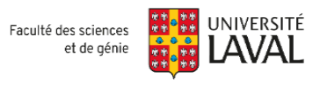 Faculté des sciences
et de génie
UNIVERSITÉ
LAVAL